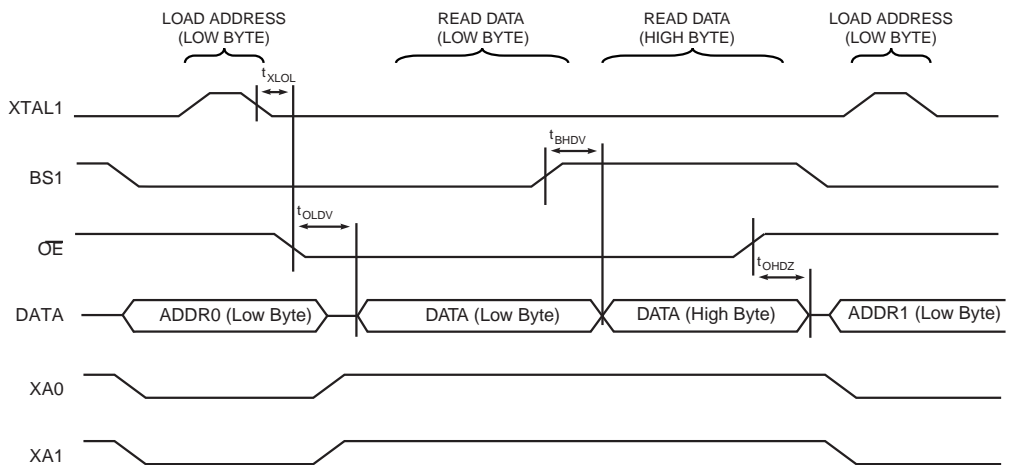 LOAD ADDRESS
(LOW BYTE)
READ DATA
(LOW BYTE)
READ DATA
(HIGH BYTE)
LOAD ADDRESS
(LOW BYTE)
tXLOL
XTAL1
tBHDV
BS1
tOLDV
OE
tOHDZ
DATA
ADDR0 (Low Byte)
DATA (Low Byte)
DATA (High Byte)
ADDR1 (Low Byte)
XA0
XA1